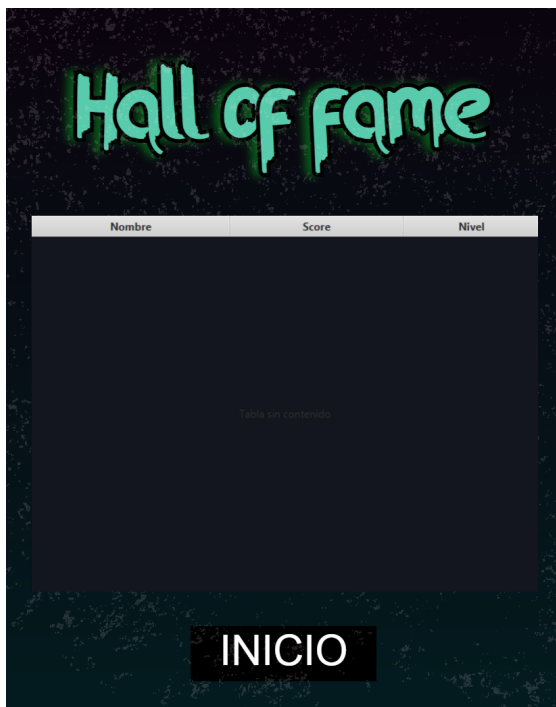 Hall of fame
Nombre Score Nivel
Tabla sin contenido
INICIO